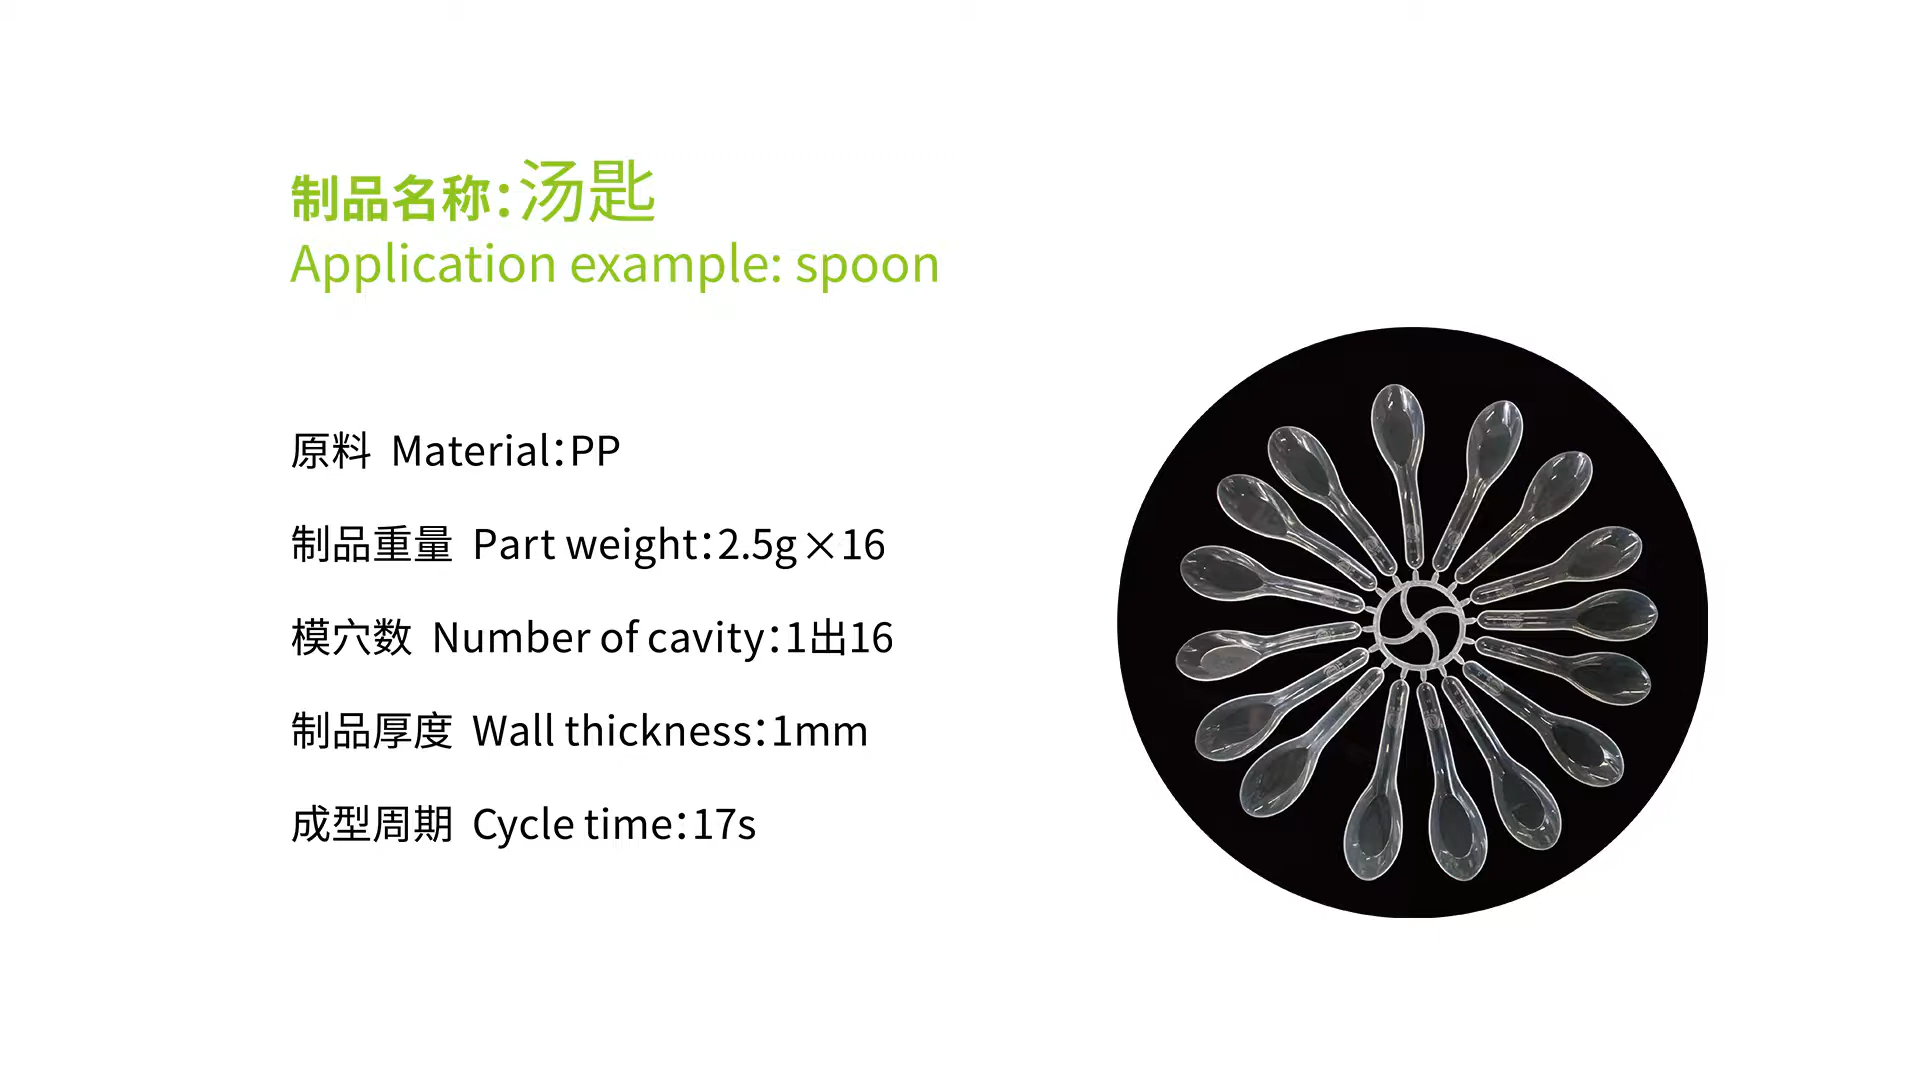 制品名称：汤匙
Application example: spoon
原料 Material：PP
制品重量 Part weight：2.5g×16
模穴数 Number of cavity：1出16
制品厚度 Wall thickness：1mm
成型周期 Cycle time：17s